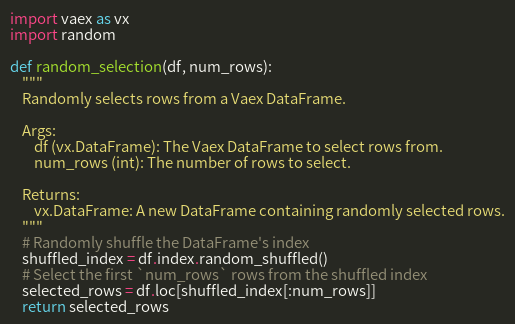 import vaex as vx
import random

def random_selection(df, num_rows):
    """
    Randomly selects rows from a Vaex DataFrame.

    Args:
        df (vx.DataFrame): The Vaex DataFrame to select rows from.
        num_rows (int): The number of rows to select.

    Returns:
        vx.DataFrame: A new DataFrame containing randomly selected rows.
    """
    # Randomly shuffle the DataFrame's index
    shuffled_index = df.index.random_shuffled()
    # Select the first `num_rows` rows from the shuffled index
    selected_rows = df.loc[shuffled_index[:num_rows]]
    return selected_rows